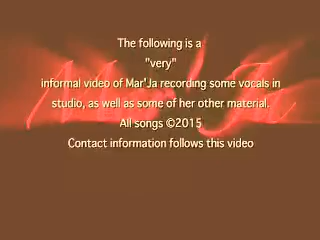 The following is a
"very"
informal video of Mar'Ja recording some vocals in
studio, as well as some of her other material.
All songs ©2015
Contact information follows this video